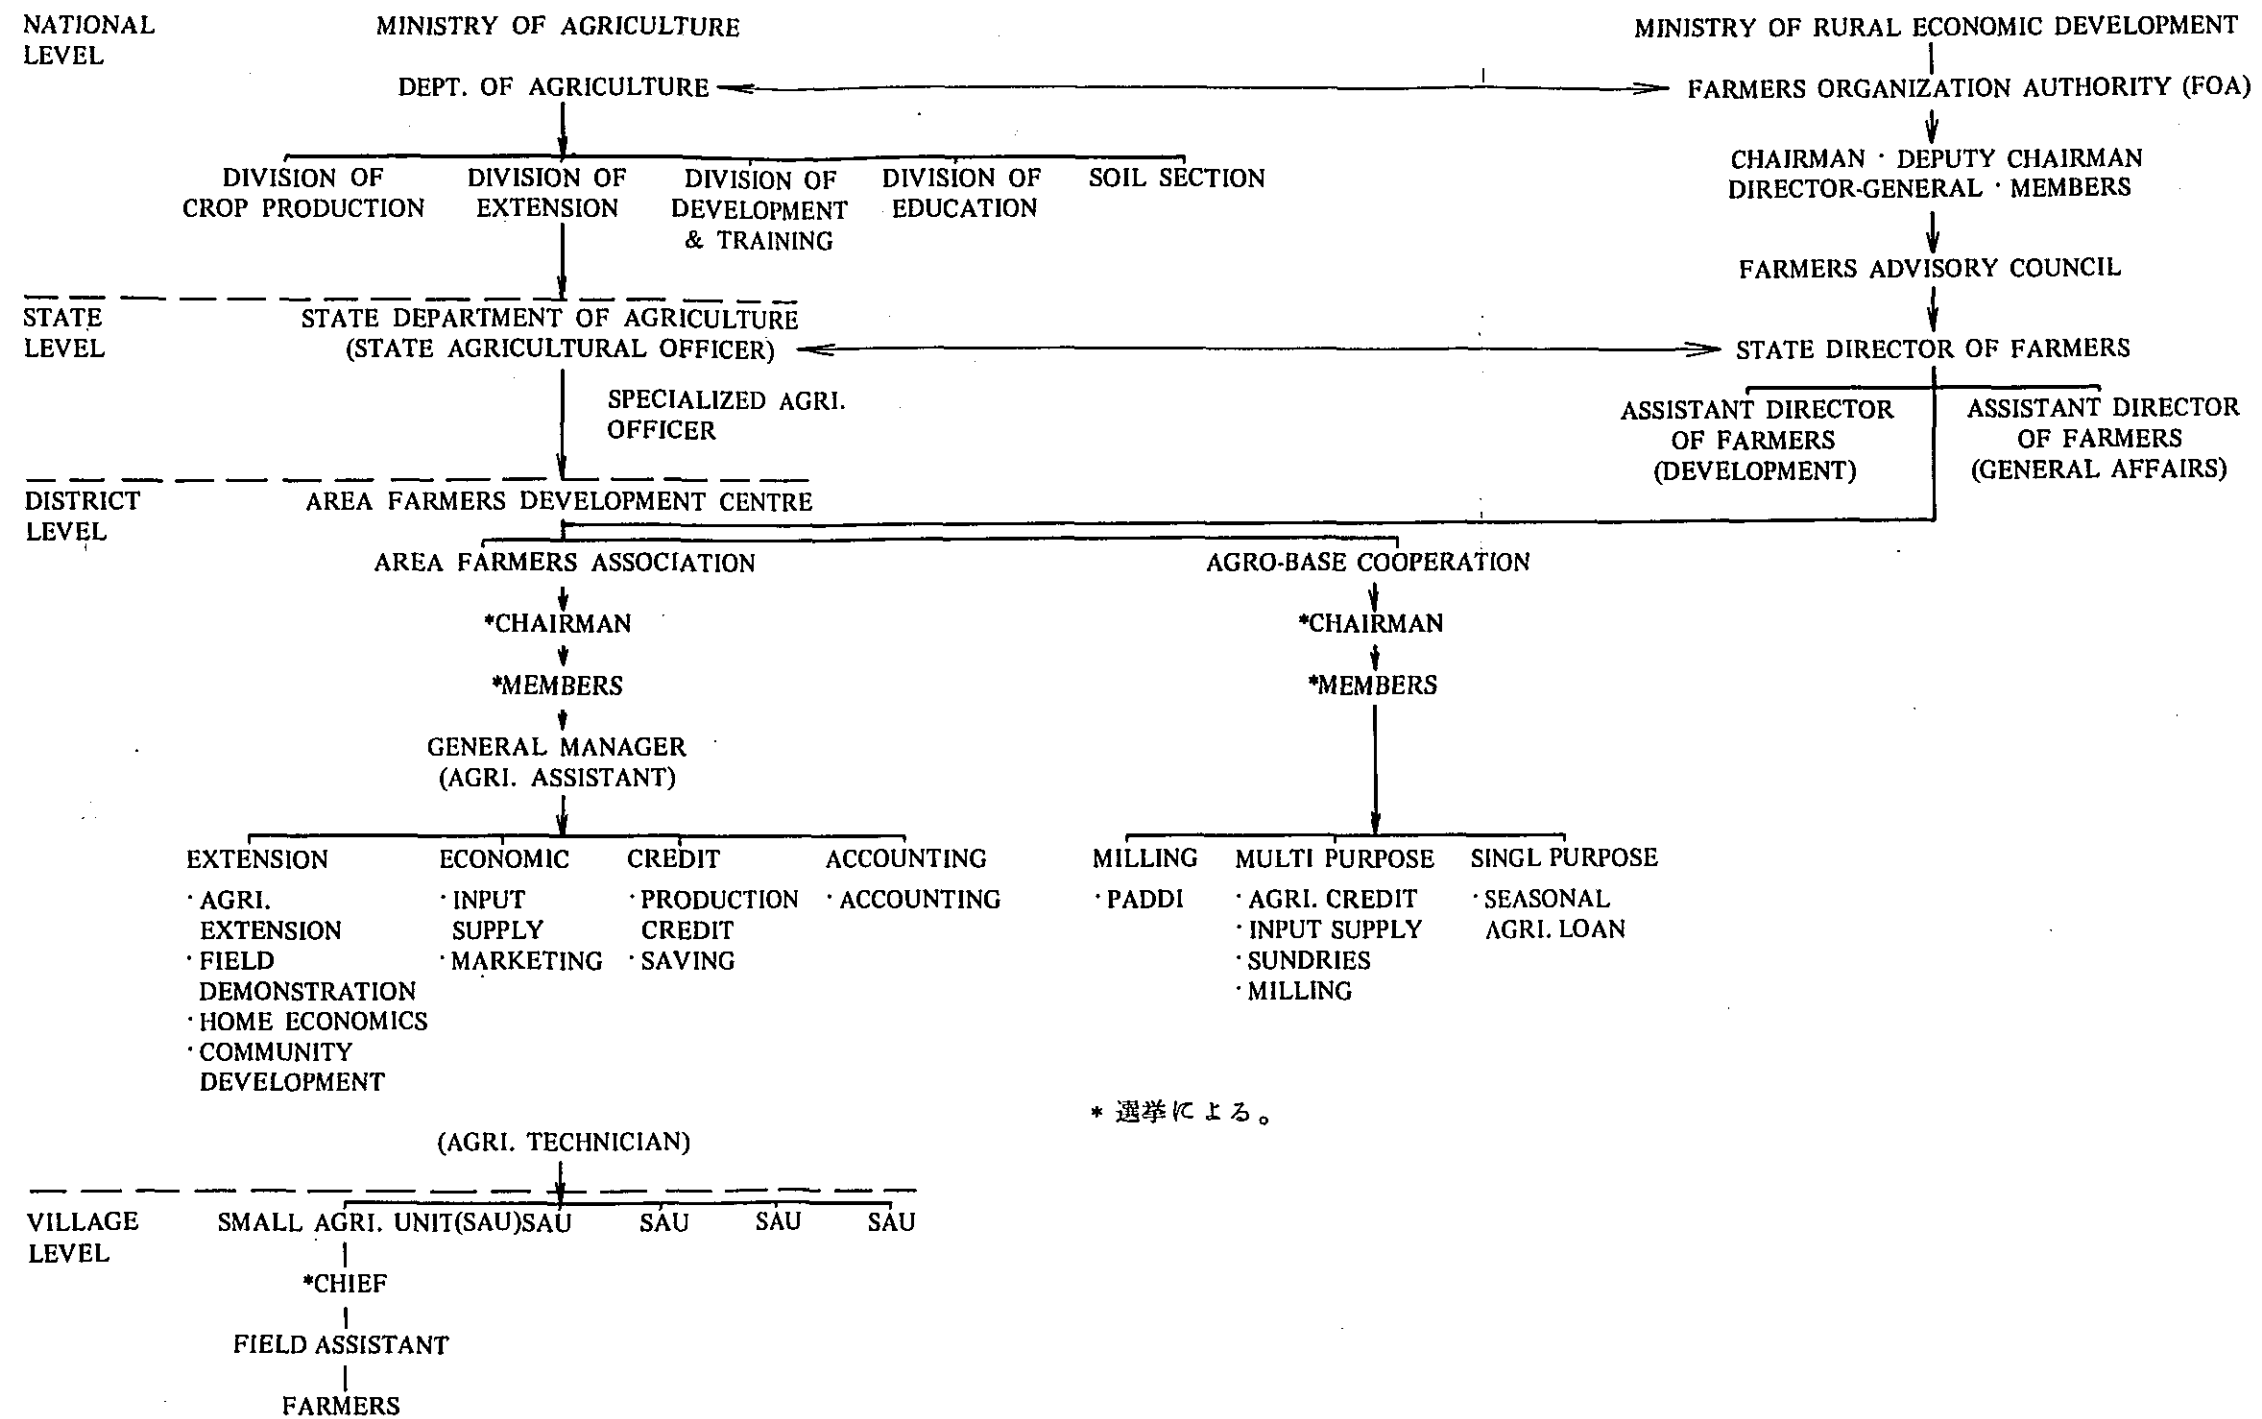 NATIONAL LEVEL
MINISTRY OF AGRICULTURE
MINISTRY OF RURAL ECONOMIC DEVELOPMENT
DEPT. OF AGRICULTURE
FARMERS ORGANIZATION AUTHORITY (FOA)
CHAIRMAN · DEPUTY CHAIRMAN
DIRECTOR-GENERAL · MEMBERS
DIVISION OF
CROP PRODUCTION
DIVISION OF
EXTENSION
DIVISION OF
DEVELOPMENT
& TRAINING
DIVISION OF
EDUCATION
SOIL SECTION
FARMERS ADVISORY COUNCIL
STATE
LEVEL
STATE DEPARTMENT OF AGRICULTURE
(STATE AGRICULTURAL OFFICER)
STATE DIRECTOR OF FARMERS
SPECIALIZED AGRI.
OFFICER
ASSISTANT DIRECTOR
OF FARMERS
(DEVELOPMENT)
ASSISTANT DIRECTOR
OF FARMERS
(GENERAL AFFAIRS)
DISTRICT
LEVEL
AREA FARMERS DEVELOPMENT CENTRE
AREA FARMERS ASSOCIATION
*CHAIRMAN
*MEMBERS
GENERAL MANAGER
(AGRI. ASSISTANT)
AGRO-BASE COOPERATION
*CHAIRMAN
*MEMBERS
EXTENSION
· AGRI.
EXTENSION
· FIELD
DEMONSTRATION
· HOME ECONOMICS
· COMMUNITY
DEVELOPMENT
ECONOMIC
· INPUT
SUPPLY
· MARKETING
CREDIT
· PRODUCTION
CREDIT
· SAVING
ACCOUNTING
· ACCOUNTING
MILLING
· PADDI
MULTI PURPOSE
· AGRI. CREDIT
· INPUT SUPPLY
· SUNDRIES
· MILLING
SINGL PURPOSE
· SEASONAL
AGRI. LOAN
* 選挙による。
(AGRI. TECHNICIAN)
VILLAGE
LEVEL
SMALL AGRI. UNIT(SAU) SAU SAU SAU SAU
*CHIEF
FIELD ASSISTANT
FARMERS